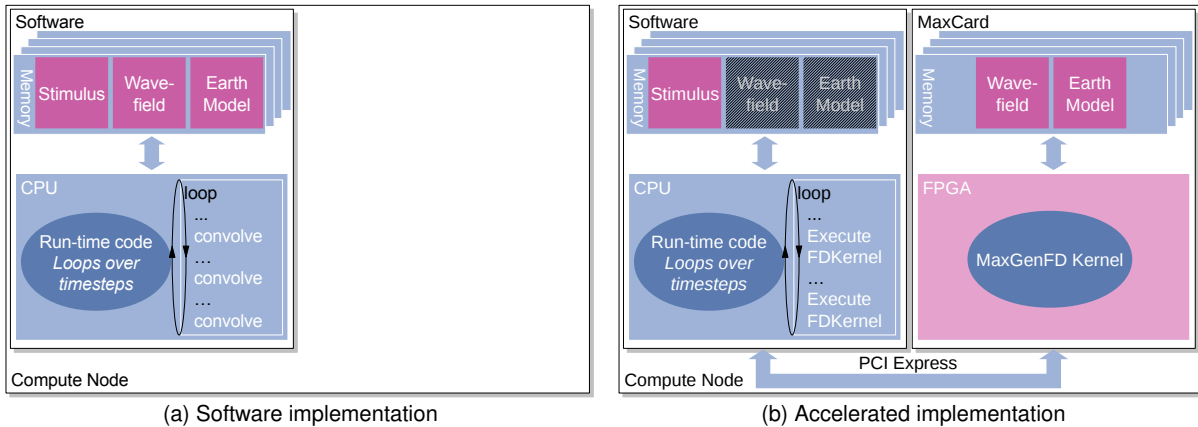 Software
Memory
Stimulus
Wave-
field
Earth
Model
CPU
Run-time code
Loops over
timesteps
loop
...
convolve
...
convolve
...
convolve
Compute Node
(a) Software implementation
Software
Memory
Stimulus
Wave-
field
Earth
Model
CPU
Run-time code
Loops over
timesteps
loop
...
Execute
FDKernel
...
Execute
FDKernel
MaxCard
Memory
Wave-
field
Earth
Model
FPGA
MaxGenFD Kernel
PCI Express
Compute Node
(b) Accelerated implementation